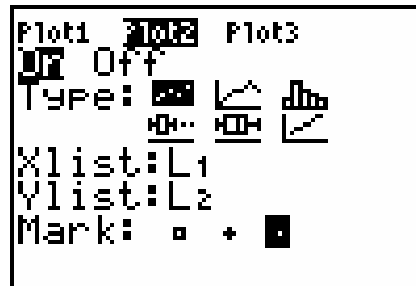 Plot1 Plot2 Plot3
On Off
Type:
Xlist:L₁
Ylist:L₂
Mark: ▫ + ·